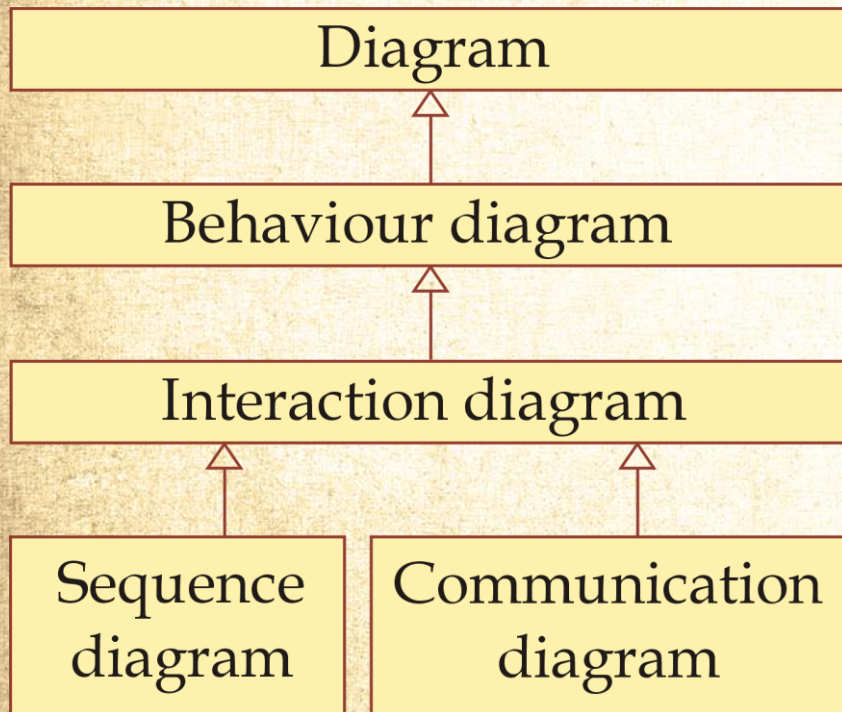 Diagram
Behaviour diagram
Interaction diagram
Sequence
diagram
Communication
diagram